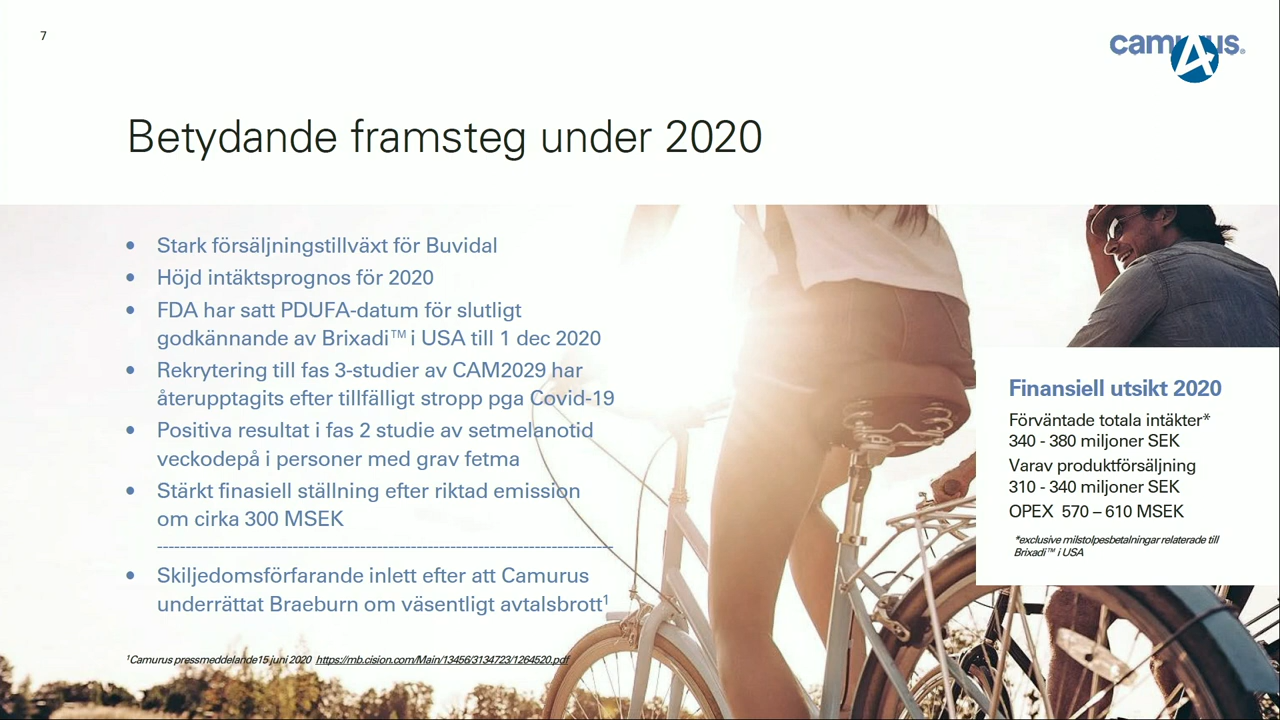 7
camurus®
Betydande framsteg under 2020
• Stark försäljningstillväxt för Buvidal
• Höjd intäktsprognos för 2020
• FDA har satt PDUFA-datum för slutligt
godkännande av Brixadi™ i USA till 1 dec 2020
• Rekrytering till fas 3-studier av CAM2029 har
återupptagits efter tillfälligt stropp pga Covid-19
• Positiva resultat i fas 2 studie av setmelanotid
veckodepå i personer med grav fetma
• Stärkt finasiell ställning efter riktad emission
om cirka 300 MSEK
• Skiljedomsförfarande inlett efter att Camurus
underrättat Braeburn om väsentligt avtalsbrott¹
Finansiell utsikt 2020
Förväntade totala intäkter*
340 - 380 miljoner SEK
Varav produktförsäljning
310 - 340 miljoner SEK
OPEX 570 – 610 MSEK
*exclusive milstolpesbetalningar relaterade till
Brixadi™ i USA
¹Camurus pressmeddelande15 juni 2020 https://mb.cision.com/Main/13456/3134723/1264520.pdf